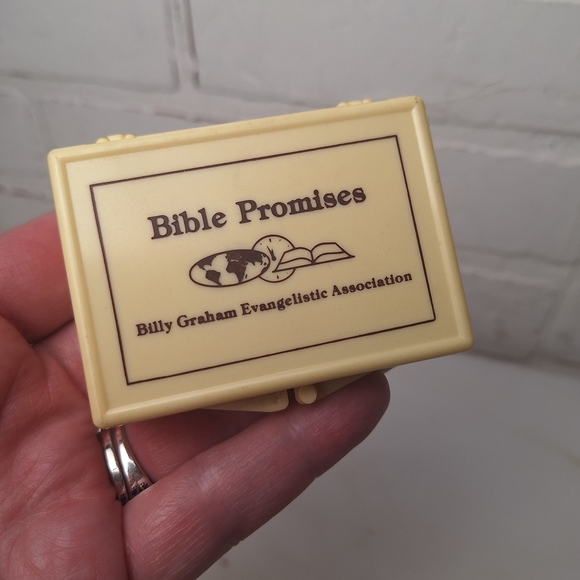 Bible Promises
Billy Graham Evangelistic Association